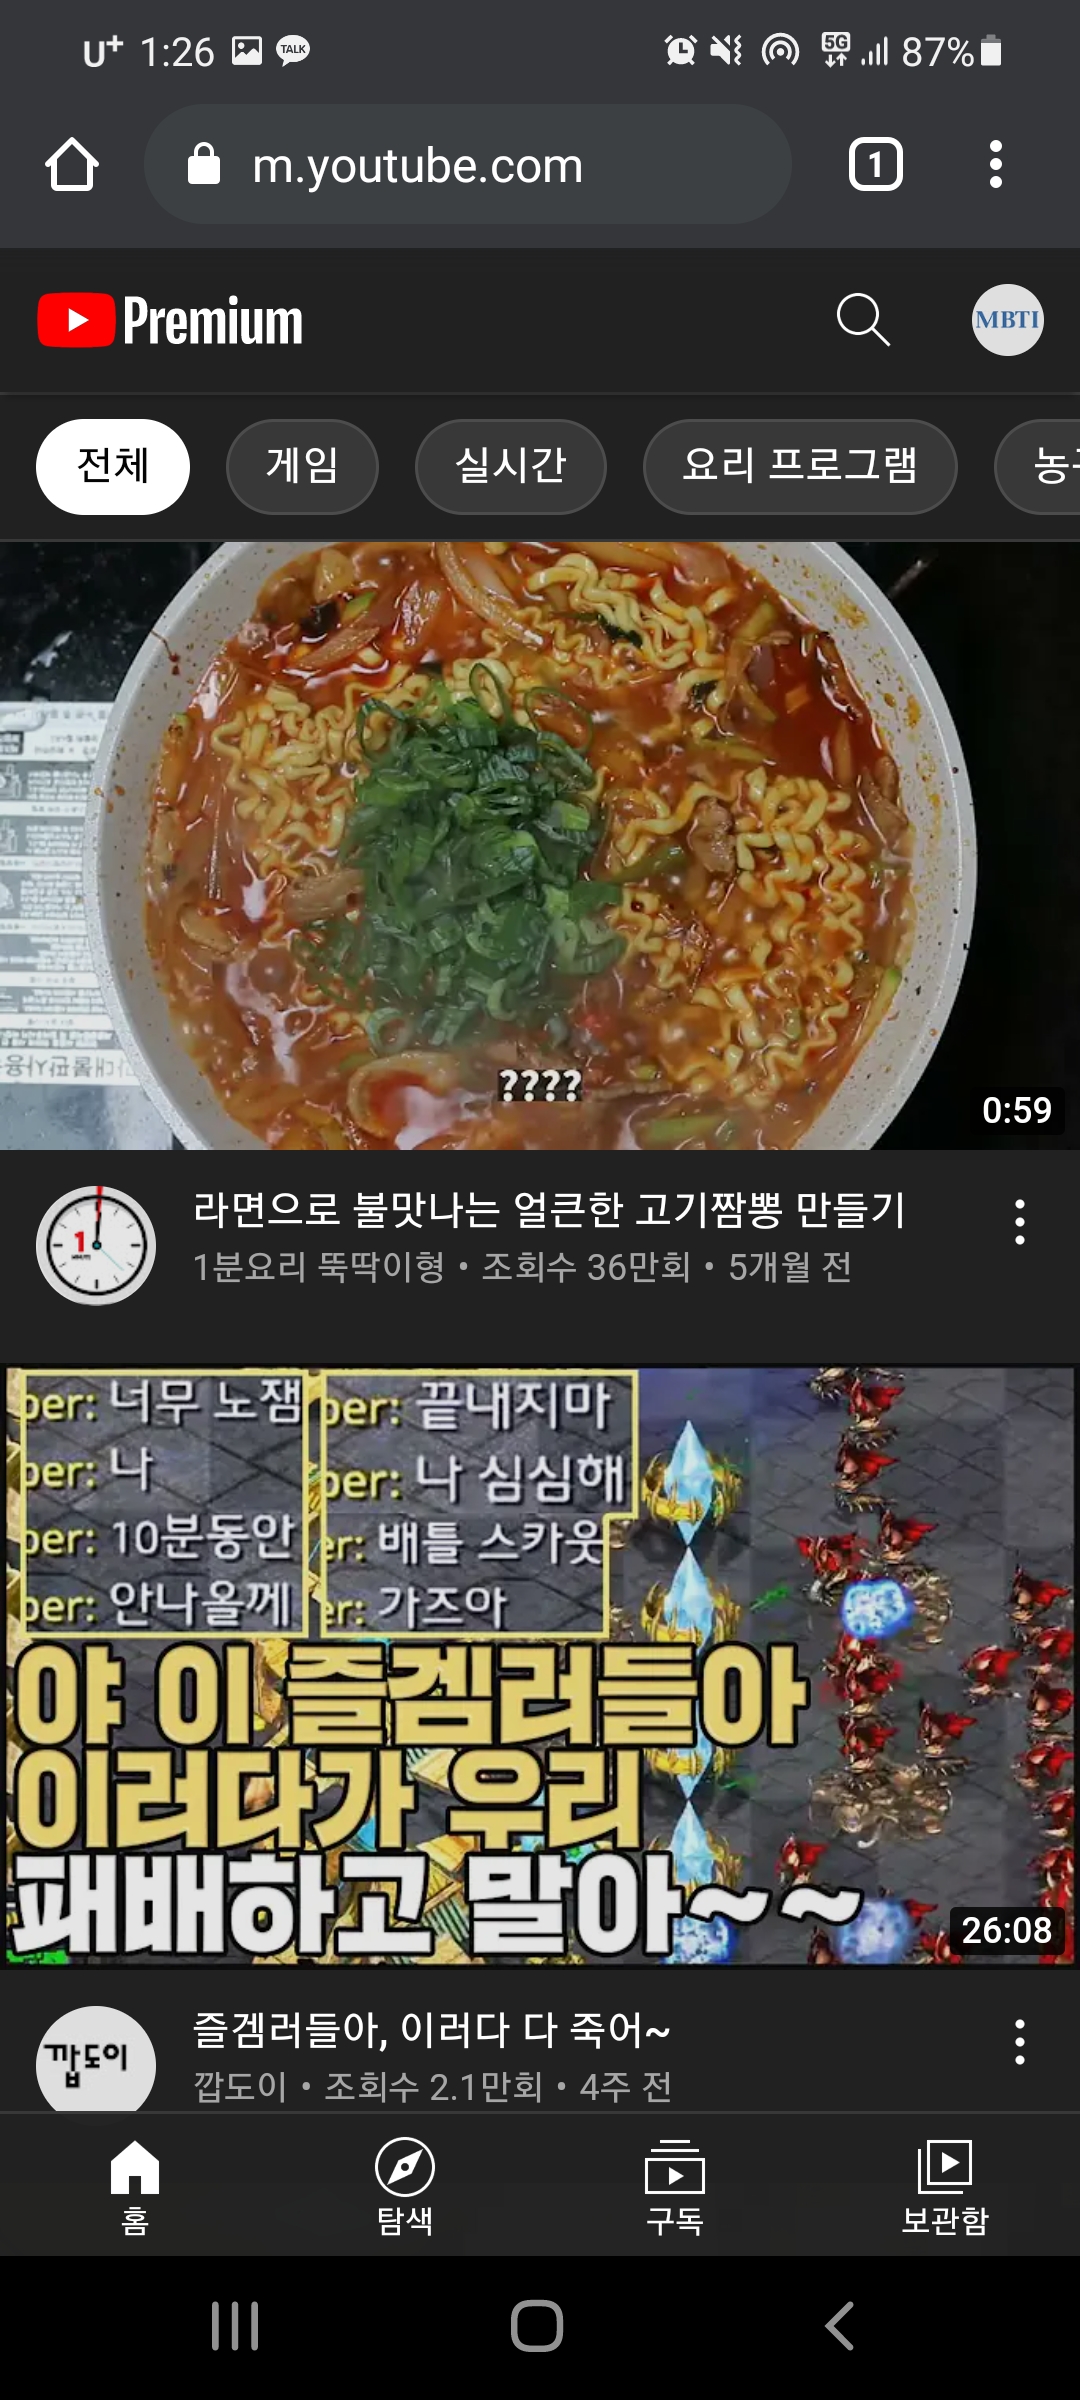 U+ 1:26 TALK 5G 87%
m.youtube.com 1
Premium MBTI
전체 게임 실시간 요리 프로그램
????
0:59
1
라면으로 불맛나는 얼큰한 고기짬뽕 만들기
1분요리 뚝딱이형 • 조회수 36만회 • 5개월 전
per: 너무 노잼 per: 끝내지마
per: 나 per: 나 심심해
per: 10분동안 er: 배틀 스카웃
per: 안나올께 er: 가즈아
야 이 즐겜러들아
이러다가 우리
패배하고 말아~~
26:08
깝도이
즐겜러들아, 이러다 다 죽어~
깝도이 • 조회수 2.1만회 • 4주 전
홈 탐색 구독 보관함